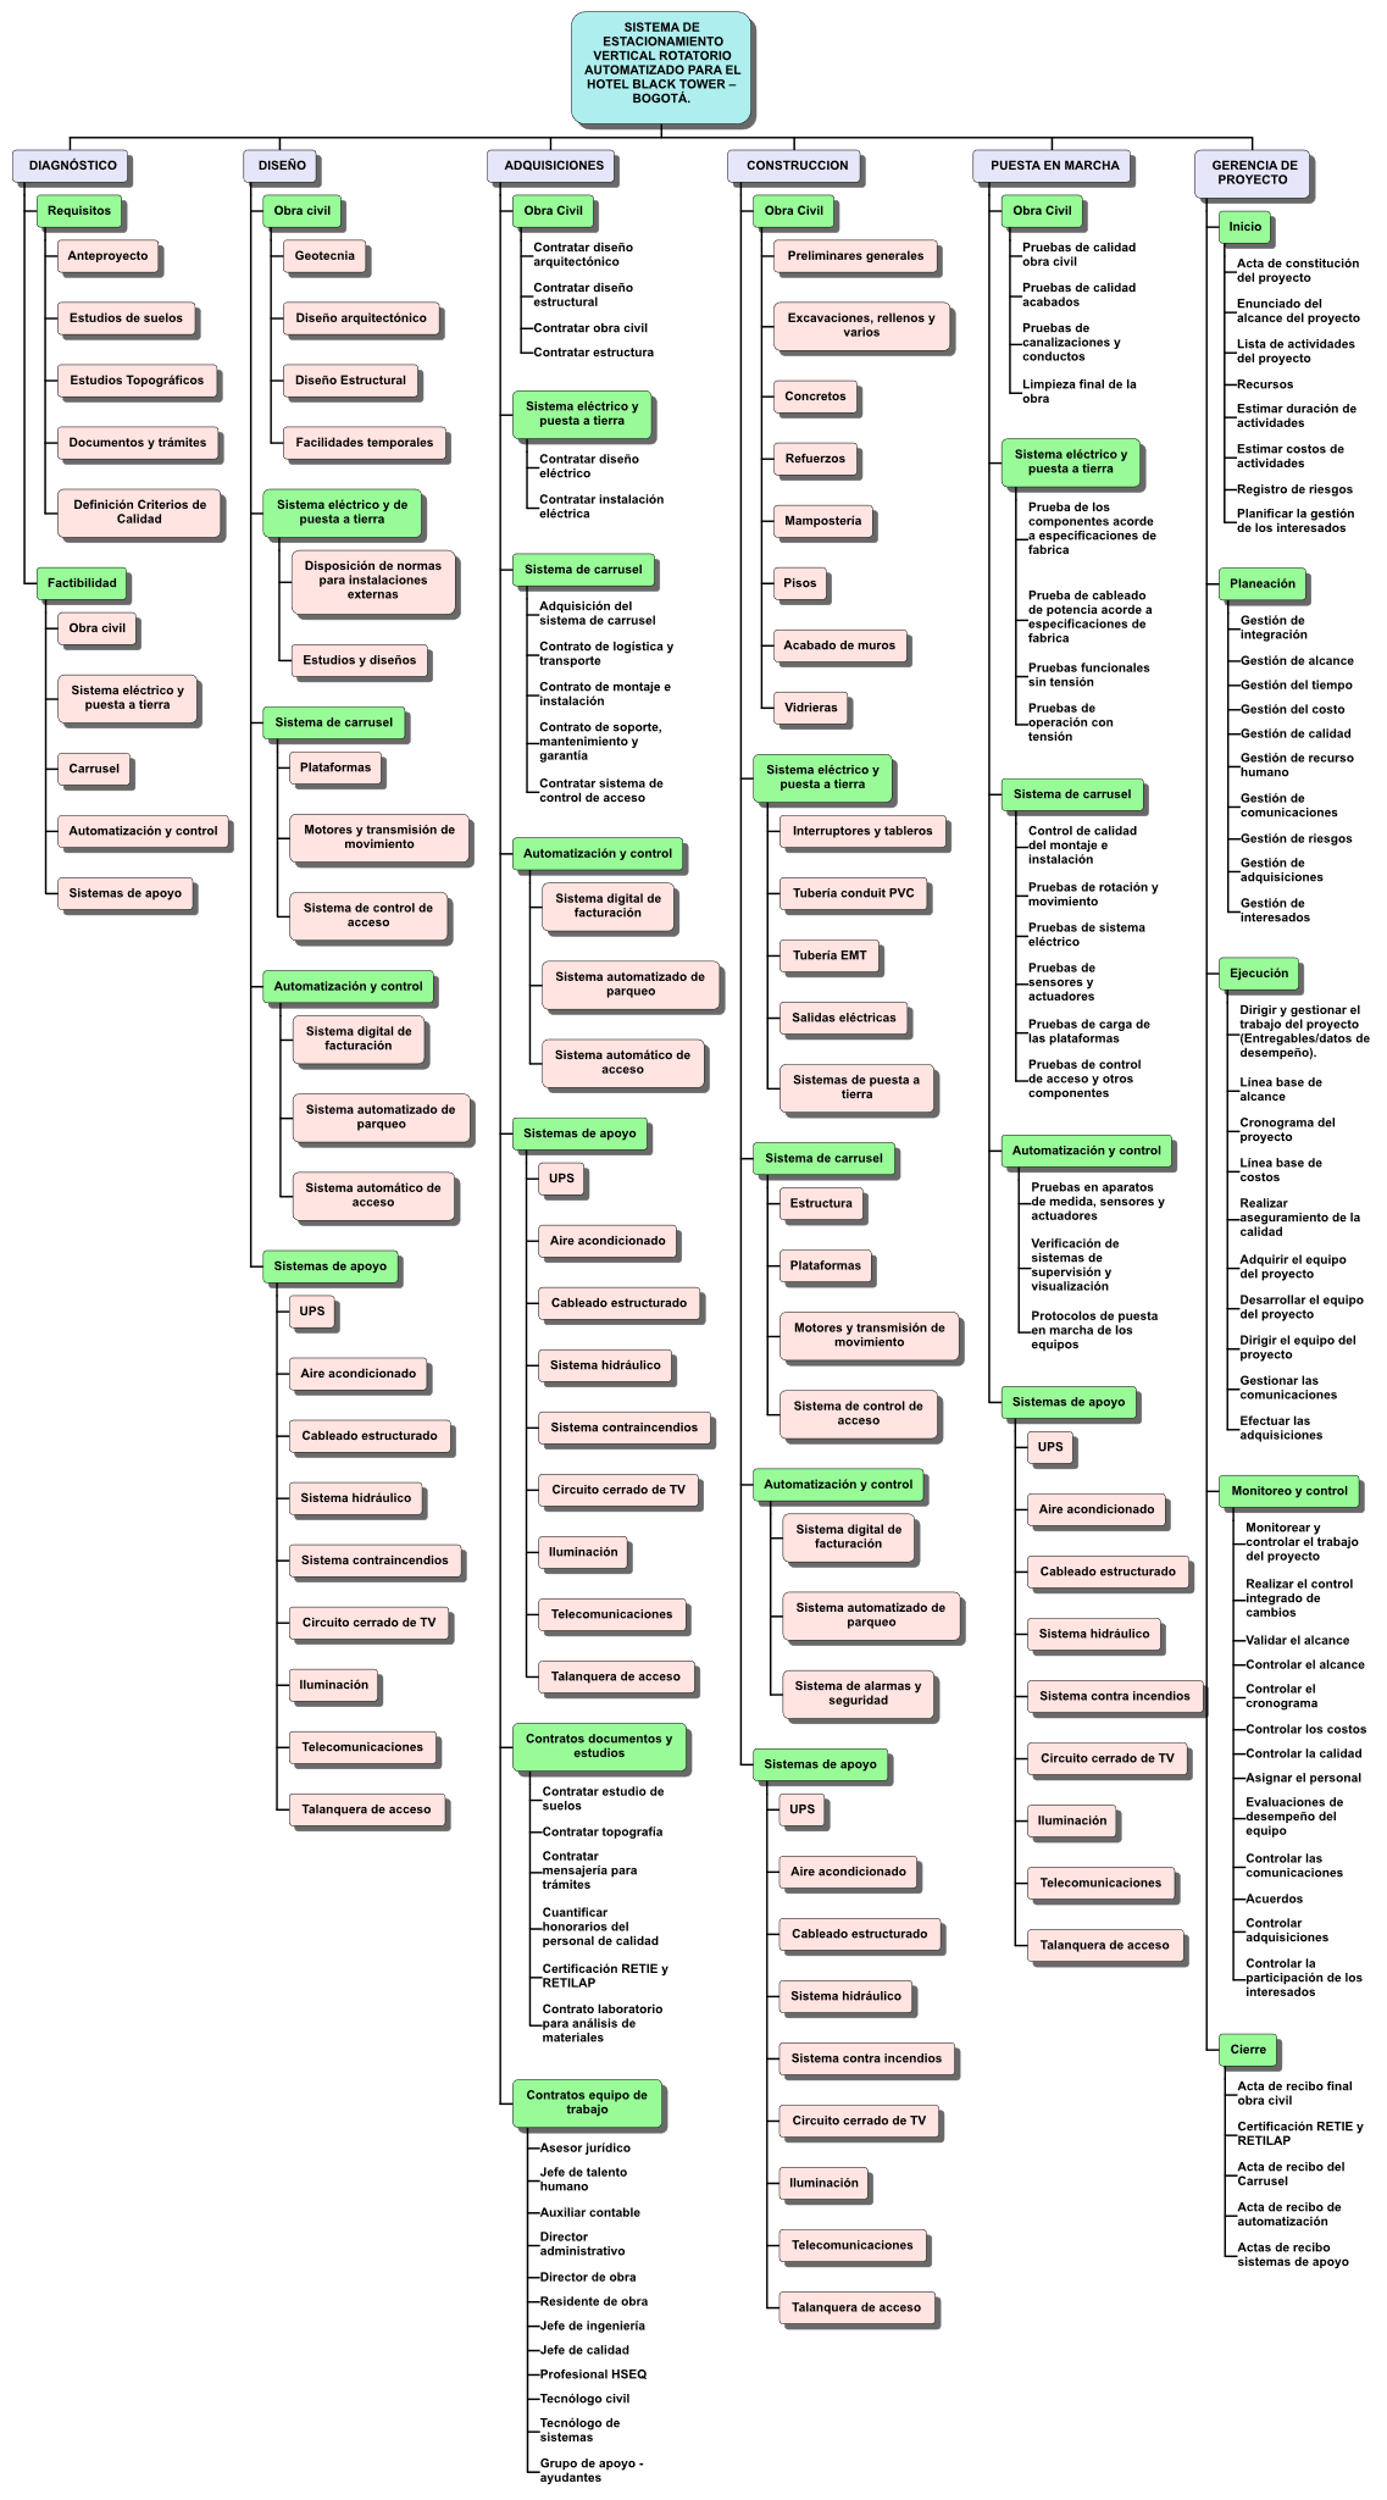 SISTEMA DE
ESTACIONAMIENTO
VERTICAL ROTATORIO
AUTOMATIZADO PARA EL
HOTEL BLACK TOWER –
BOGOTÁ.
DIAGNÓSTICO
Requisitos
Anteproyecto
Estudios de suelos
Estudios Topográficos
Documentos y trámites
Definición Criterios de
Calidad
Factibilidad
Obra civil
Sistema eléctrico y
puesta a tierra
Carrusel
Automatización y control
Sistemas de apoyo
DISEÑO
Obra civil
Geotecnia
Diseño arquitectónico
Diseño Estructural
Facilidades temporales
Sistema eléctrico y de
puesta a tierra
Disposición de normas
para instalaciones
externas
Estudios y diseños
Sistema de carrusel
Plataformas
Motores y transmisión de
movimiento
Sistema de control de
acceso
Automatización y control
Sistema digital de
facturación
Sistema automatizado de
parqueo
Sistema automático de
acceso
Sistemas de apoyo
UPS
Aire acondicionado
Cableado estructurado
Sistema hidráulico
Sistema contraincendios
Circuito cerrado de TV
Iluminación
Telecomunicaciones
Talanquera de acceso
ADQUISICIONES
Obra Civil
Contratar diseño
arquitectónico
Contratar diseño
estructural
Contratar obra civil
Contratar estructura
Sistema eléctrico y
puesta a tierra
Contratar diseño
eléctrico
Contratar instalación
eléctrica
Sistema de carrusel
Adquisición del
sistema de carrusel
Contrato de logística y
transporte
Contrato de montaje e
instalación
Contrato de soporte,
mantenimiento y
garantía
Contratar sistema de
control de acceso
Automatización y control
Sistema digital de
facturación
Sistema automatizado de
parqueo
Sistema automático de
acceso
Sistemas de apoyo
UPS
Aire acondicionado
Cableado estructurado
Sistema hidráulico
Sistema contraincendios
Circuito cerrado de TV
Iluminación
Telecomunicaciones
Talanquera de acceso
Contratos documentos y
estudios
Contratar estudio de
suelos
Contratar topografía
Contratar
mensajería para
trámites
Cuantificar
honorarios del
personal de calidad
Certificación RETIE y
RETILAP
Contrato laboratorio
para análisis de
materiales
Contratos equipo de
trabajo
Asesor jurídico
Jefe de talento
humano
Auxiliar contable
Director
administrativo
Director de obra
Residente de obra
Jefe de ingeniería
Jefe de calidad
Profesional HSEQ
Tecnólogo civil
Tecnólogo de
sistemas
Grupo de apoyo -
ayudantes
CONSTRUCCION
Obra Civil
Preliminares generales
Excavaciones, rellenos y
varios
Concretos
Refuerzos
Mampostería
Pisos
Acabado de muros
Vidrieras
Sistema eléctrico y
puesta a tierra
Interruptores y tableros
Tubería conduit PVC
Tubería EMT
Salidas eléctricas
Sistemas de puesta a
tierra
Sistema de carrusel
Estructura
Plataformas
Motores y transmisión de
movimiento
Sistema de control de
acceso
Automatización y control
Sistema digital de
facturación
Sistema automatizado de
parqueo
Sistema de alarmas y
seguridad
Sistemas de apoyo
UPS
Aire acondicionado
Cableado estructurado
Sistema hidráulico
Sistema contra incendios
Circuito cerrado de TV
Iluminación
Telecomunicaciones
Talanquera de acceso
PUESTA EN MARCHA
Obra Civil
Pruebas de calidad
obra civil
Pruebas de calidad
acabados
Pruebas de
canalizaciones y
conductos
Limpieza final de la
obra
Sistema eléctrico y
puesta a tierra
Prueba de los
componentes acorde
a especificaciones de
fabrica
Prueba de cableado
de potencia acorde a
especificaciones de
fabrica
Pruebas funcionales
sin tensión
Pruebas de
operación con
tensión
Sistema de carrusel
Control de calidad
del montaje e
instalación
Pruebas de rotación y
movimiento
Pruebas de sistema
eléctrico
Pruebas de
sensores y
actuadores
Pruebas de carga de
las plataformas
Pruebas de control
de acceso y otros
componentes
Automatización y control
Pruebas en aparatos
de medida, sensores y
actuadores
Verificación de
sistemas de
supervisión y
visualización
Protocolos de puesta
en marcha de los
equipos
Sistemas de apoyo
UPS
Aire acondicionado
Cableado estructurado
Sistema hidráulico
Sistema contra incendios
Circuito cerrado de TV
Iluminación
Telecomunicaciones
Talanquera de acceso
GERENCIA DE
PROYECTO
Inicio
Acta de constitución
del proyecto
Enunciado del
alcance del proyecto
Lista de actividades
del proyecto
Recursos
Estimar duración de
actividades
Estimar costos de
actividades
Registro de riesgos
Planificar la gestión
de los interesados
Planeación
Gestión de
integración
Gestión de alcance
Gestión del tiempo
Gestión del costo
Gestión de calidad
Gestión de recurso
humano
Gestión de
comunicaciones
Gestión de riesgos
Gestión de
adquisiciones
Gestión de
interesados
Ejecución
Dirigir y gestionar el
trabajo del proyecto
(Entregables/datos de
desempeño).
Línea base de
alcance
Cronograma del
proyecto
Línea base de
costos
Realizar
aseguramiento de la
calidad
Adquirir el equipo
del proyecto
Desarrollar el equipo
del proyecto
Dirigir el equipo del
proyecto
Gestionar las
comunicaciones
Efectuar las
adquisiciones
Monitoreo y control
Monitorear y
controlar el trabajo
del proyecto
Realizar el control
integrado de
cambios
Validar el alcance
Controlar el alcance
Controlar el
cronograma
Controlar los costos
Controlar la calidad
Asignar el personal
Evaluaciones de
desempeño del
equipo
Controlar las
comunicaciones
Acuerdos
Controlar
adquisiciones
Controlar la
participación de los
interesados
Cierre
Acta de recibo final
obra civil
Certificación RETIE y
RETILAP
Acta de recibo del
Carrusel
Acta de recibo de
automatización
Actas de recibo
sistemas de apoyo